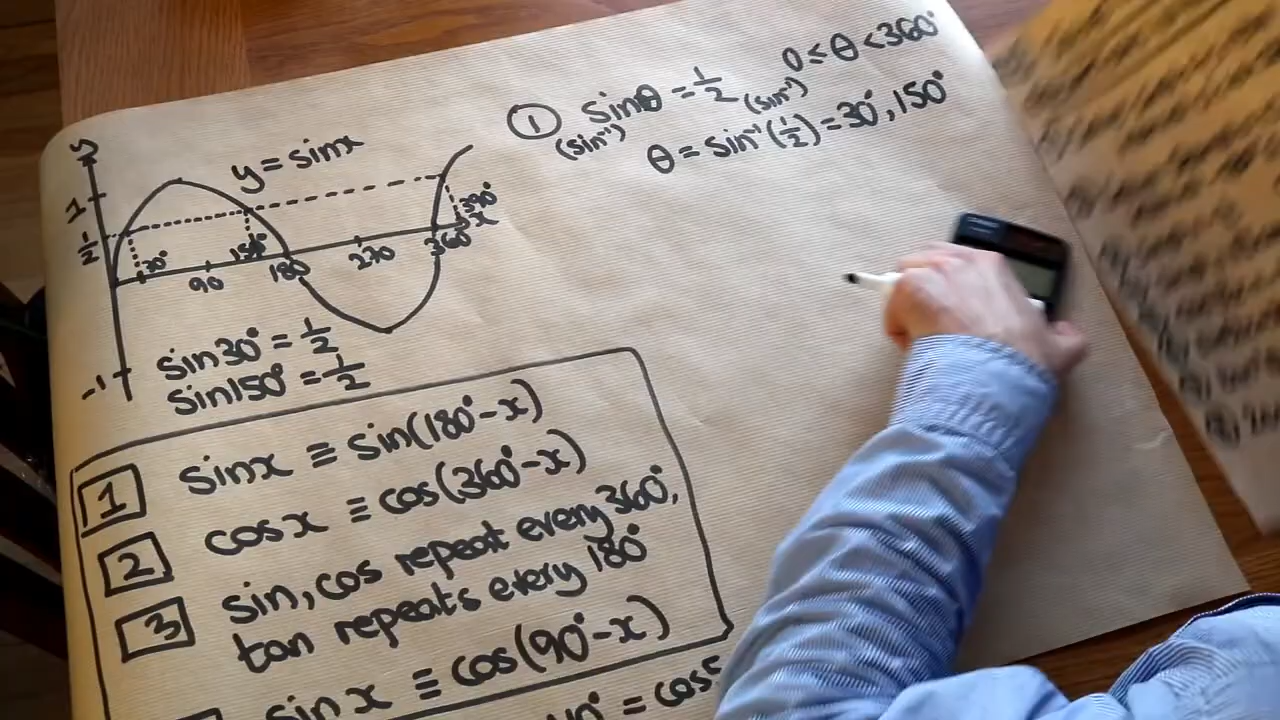 y
y = sinx
1
1/2
30° 90 150° 180 270 360° 390°
x
-1
sin30° = 1/2
sin150° = 1/2
1 sinx ≡ sin(180°-x)
2 cosx ≡ cos(360°-x)
3 sin, cos repeat every 360°,
tan repeats every 180°
sinx ≡ cos(90°-x)
① sinθ = 1/2 0 ≤ θ < 360°
(sin⁻¹) (sin⁻¹)
θ = sin⁻¹(1/2) = 30°, 150°